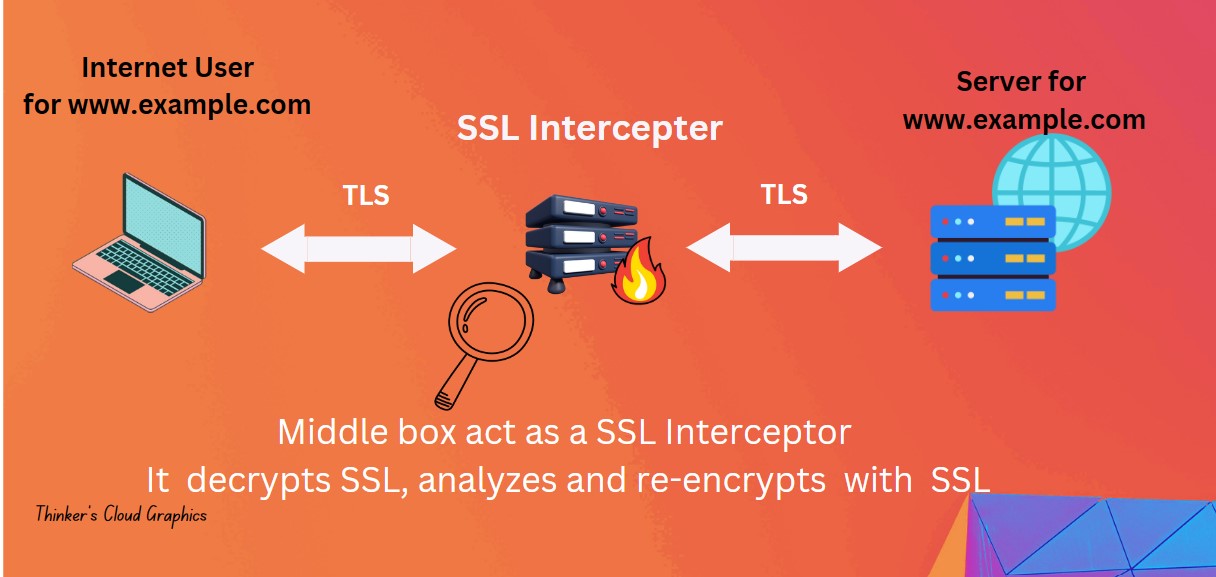 Internet User
for www.example.com
Server for
www.example.com
SSL Intercepter
TLS
TLS
Middle box act as a SSL Interceptor
It decrypts SSL, analyzes and re-encrypts with SSL
Thinker's Cloud Graphics